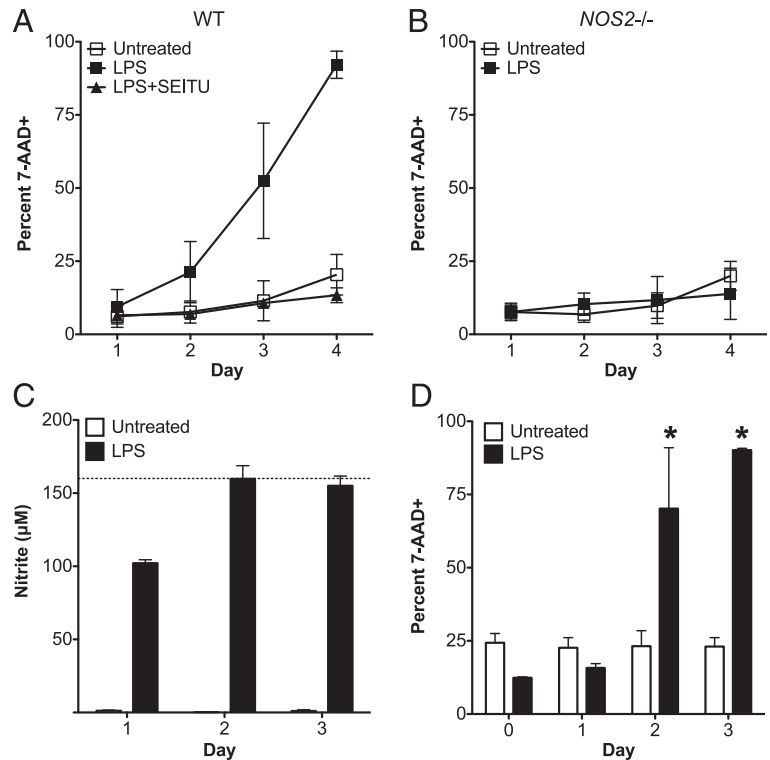 A
WT
Untreated
LPS
LPS+SEITU
Percent 7-AAD+
100
75
50
25
0
1 2 3 4
Day
B
NOS2-/-
Untreated
LPS
Percent 7-AAD+
100
75
50
25
0
1 2 3 4
Day
C
Untreated
LPS
Nitrite (µM)
200
150
100
50
1 2 3
Day
D
Untreated
LPS
* *
Percent 7-AAD+
100
75
50
25
0
0 1 2 3
Day